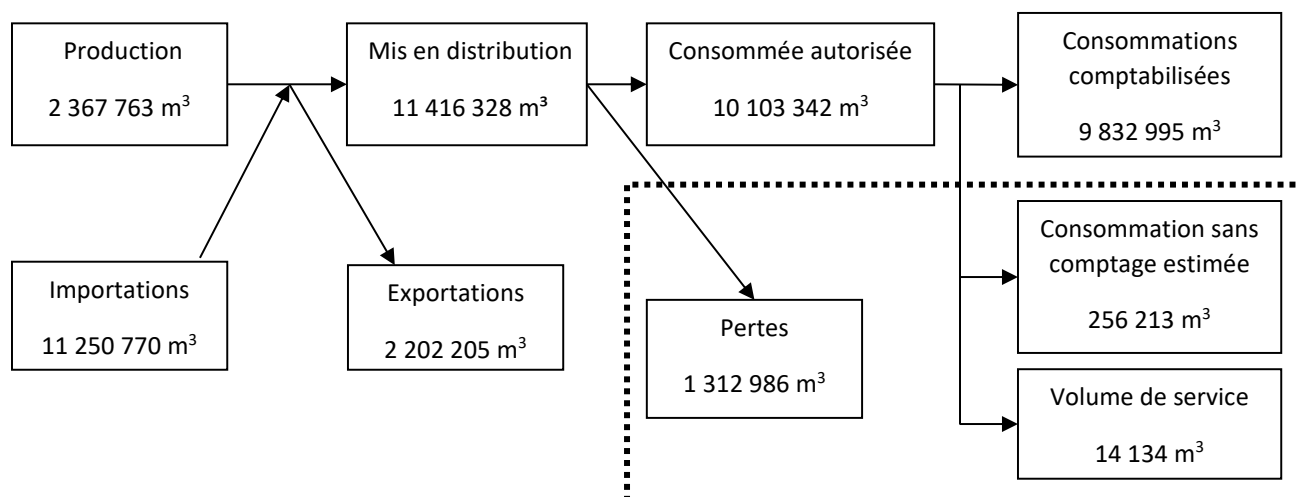 Production
2 367 763 m³
Mis en distribution
11 416 328 m³
Consommée autorisée
10 103 342 m³
Consommations
comptabilisées
9 832 995 m³
Importations
11 250 770 m³
Exportations
2 202 205 m³
Pertes
1 312 986 m³
Consommation sans
comptage estimée
256 213 m³
Volume de service
14 134 m³